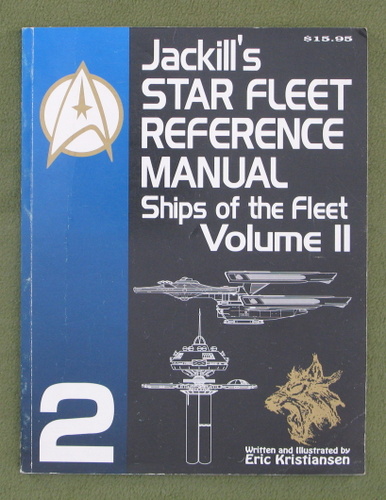 $15.95
Jackill's
STAR FLEET
REFERENCE
MANUAL
Ships of the Fleet
Volume II
2
Written and Illustrated by
Eric Kristiansen